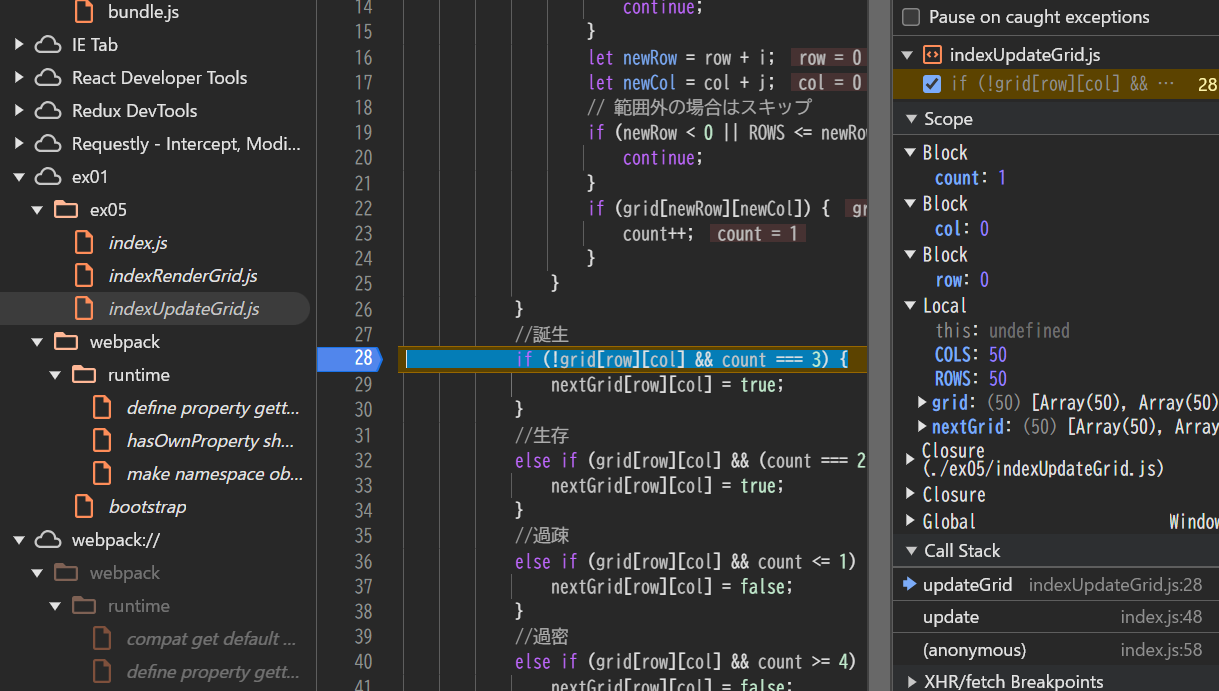 bundle.js
IE Tab
React Developer Tools
Redux DevTools
Requestly - Intercept, Modi...
ex01
ex05
index.js
indexRenderGrid.js
indexUpdateGrid.js
webpack
runtime
define property gett...
hasOwnProperty sh...
make namespace ob...
bootstrap
webpack://
webpack
runtime
compat get default ...
define property gett...
14 continue;
15 }
16 let newRow = row + i; row = 0
17 let newCol = col + j; col = 0
18 // 範囲外の場合はスキップ
19 if (newRow < 0 || ROWS <= newRo
20 continue;
21 }
22 if (grid[newRow][newCol]) { gr
23 count++; count = 1
24 }
25 }
26 }
27 //誕生
28 if (!grid[row][col] && count === 3) {
29 nextGrid[row][col] = true;
30 }
31 //生存
32 else if (grid[row][col] && (count === 2
33 nextGrid[row][col] = true;
34 }
35 //過疎
36 else if (grid[row][col] && count <= 1)
37 nextGrid[row][col] = false;
38 }
39 //過密
40 else if (grid[row][col] && count >= 4)
41 nextGrid[row][col] = false;
Pause on caught exceptions
indexUpdateGrid.js
if (!grid[row][col] && ⋯ 28
Scope
Block
count: 1
Block
col: 0
Block
row: 0
Local
this: undefined
COLS: 50
ROWS: 50
grid: (50) [Array(50), Array(50)
nextGrid: (50) [Array(50), Array
Closure
(./ex05/indexUpdateGrid.js)
Closure
Global Window
Call Stack
updateGrid indexUpdateGrid.js:28
update index.js:48
(anonymous) index.js:58
XHR/fetch Breakpoints